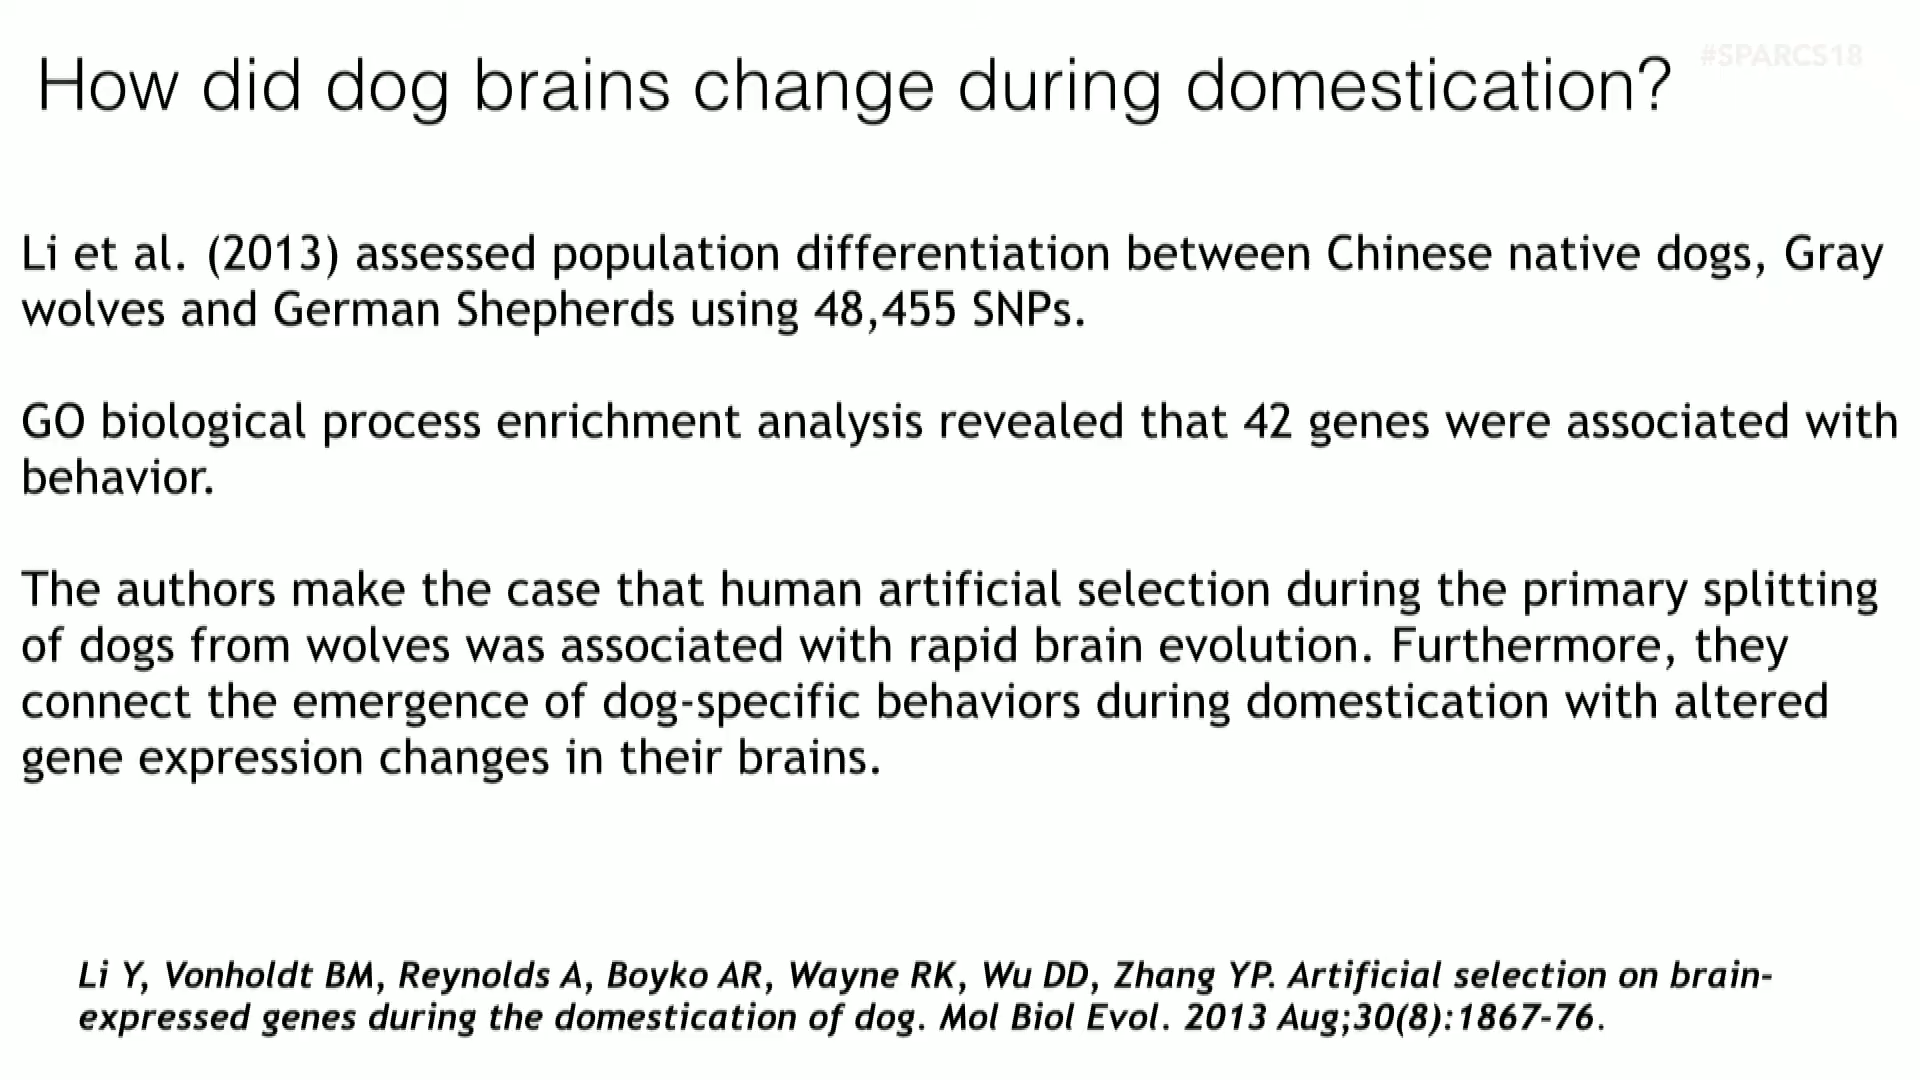 How did dog brains change during domestication?
#SPARCS18
Li et al. (2013) assessed population differentiation between Chinese native dogs, Gray
wolves and German Shepherds using 48,455 SNPs.
GO biological process enrichment analysis revealed that 42 genes were associated with
behavior.
The authors make the case that human artificial selection during the primary splitting
of dogs from wolves was associated with rapid brain evolution. Furthermore, they
connect the emergence of dog-specific behaviors during domestication with altered
gene expression changes in their brains.
Li Y, Vonholdt BM, Reynolds A, Boyko AR, Wayne RK, Wu DD, Zhang YP. Artificial selection on brain-
expressed genes during the domestication of dog. Mol Biol Evol. 2013 Aug;30(8):1867-76.